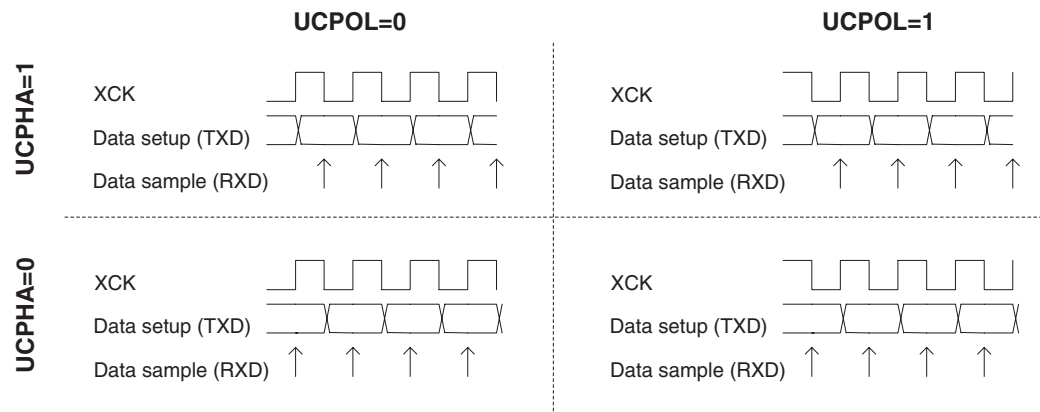 UCPOL=0
UCPOL=1
UCPHA=1
XCK
Data setup (TXD)
Data sample (RXD)
XCK
Data setup (TXD)
Data sample (RXD)
UCPHA=0
XCK
Data setup (TXD)
Data sample (RXD)
XCK
Data setup (TXD)
Data sample (RXD)